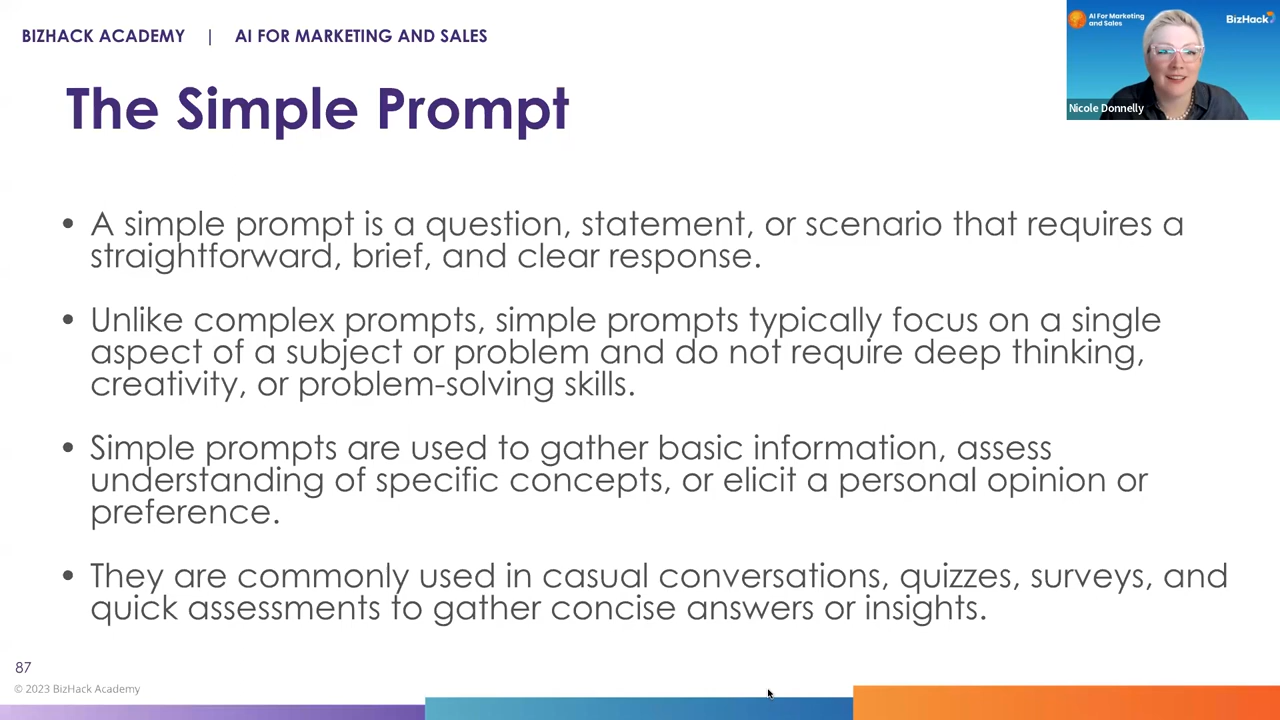 BIZHACK ACADEMY | AI FOR MARKETING AND SALES
AI For Marketing
and Sales
BizHack
Nicole Donnelly
The Simple Prompt
• A simple prompt is a question, statement, or scenario that requires a
straightforward, brief, and clear response.
• Unlike complex prompts, simple prompts typically focus on a single
aspect of a subject or problem and do not require deep thinking,
creativity, or problem-solving skills.
• Simple prompts are used to gather basic information, assess
understanding of specific concepts, or elicit a personal opinion or
preference.
• They are commonly used in casual conversations, quizzes, surveys, and
quick assessments to gather concise answers or insights.
87
© 2023 BizHack Academy